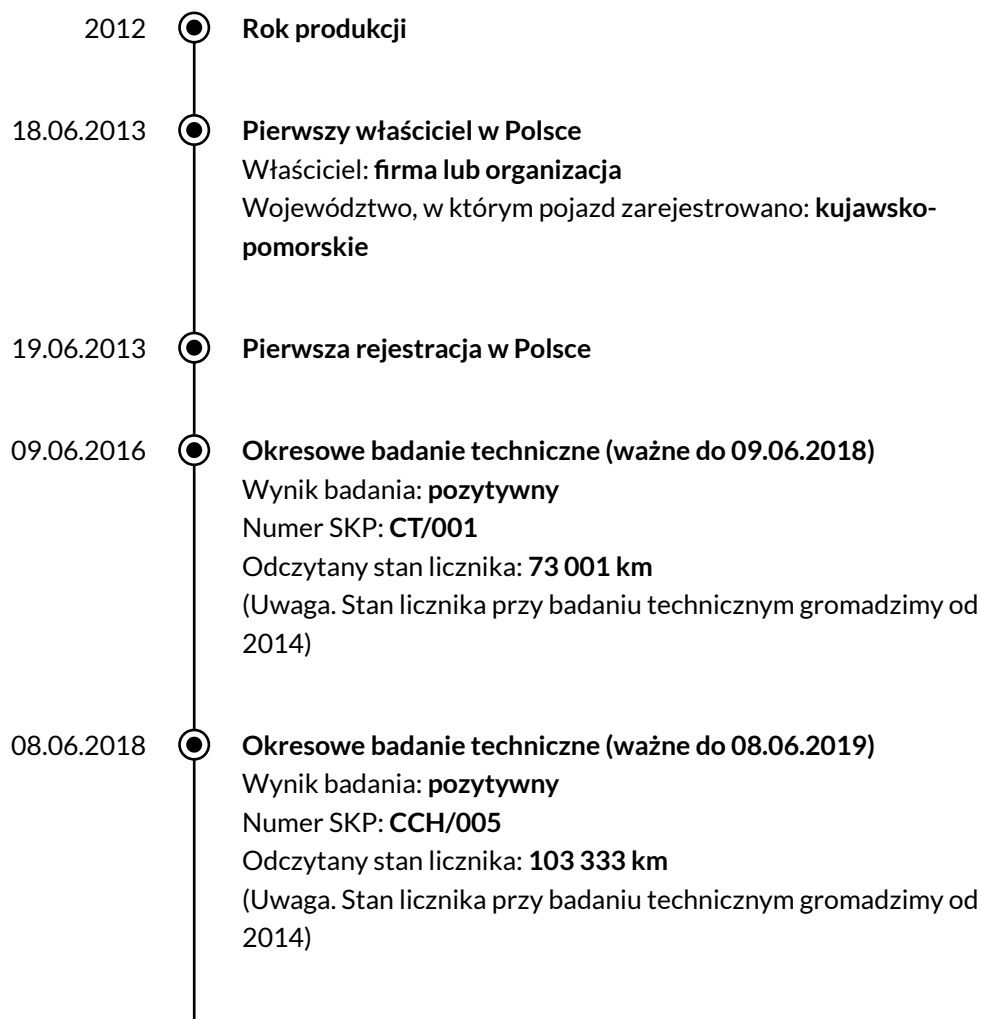 2012 Rok produkcji
18.06.2013 Pierwszy właściciel w Polsce
Właściciel: firma lub organizacja
Województwo, w którym pojazd zarejestrowano: kujawsko-
pomorskie
19.06.2013 Pierwsza rejestracja w Polsce
09.06.2016 Okresowe badanie techniczne (ważne do 09.06.2018)
Wynik badania: pozytywny
Numer SKP: CT/001
Odczytany stan licznika: 73 001 km
(Uwaga. Stan licznika przy badaniu technicznym gromadzimy od
2014)
08.06.2018 Okresowe badanie techniczne (ważne do 08.06.2019)
Wynik badania: pozytywny
Numer SKP: CCH/005
Odczytany stan licznika: 103 333 km
(Uwaga. Stan licznika przy badaniu technicznym gromadzimy od
2014)